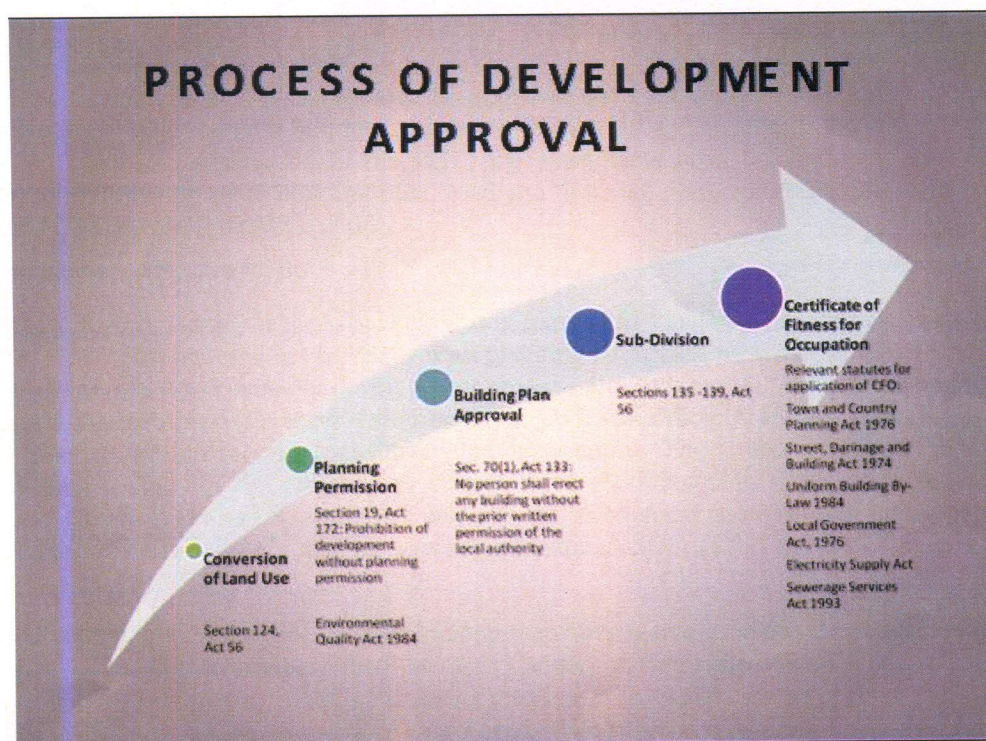 PROCESS OF DEVELOPMENT
APPROVAL
Conversion
of Land Use
Section 124,
Act 56
Planning
Permission
Section 19, Act
172: Prohibition of
development
without planning
permission
Environmental
Quality Act 1984
Building Plan
Approval
Sec. 70(1), Act 133:
No person shall erect
any building without
the prior written
permission of the
local authority
Sub-Division
Sections 135 -139, Act
56
Certificate of
Fitness for
Occupation
Relevant statutes for
application of CFO:
Town and Country
Planning Act 1976
Street, Darinage and
Building Act 1974
Uniform Building By-
Law 1984
Local Government
Act, 1976
Electricity Supply Act
Sewerage Services
Act 1993